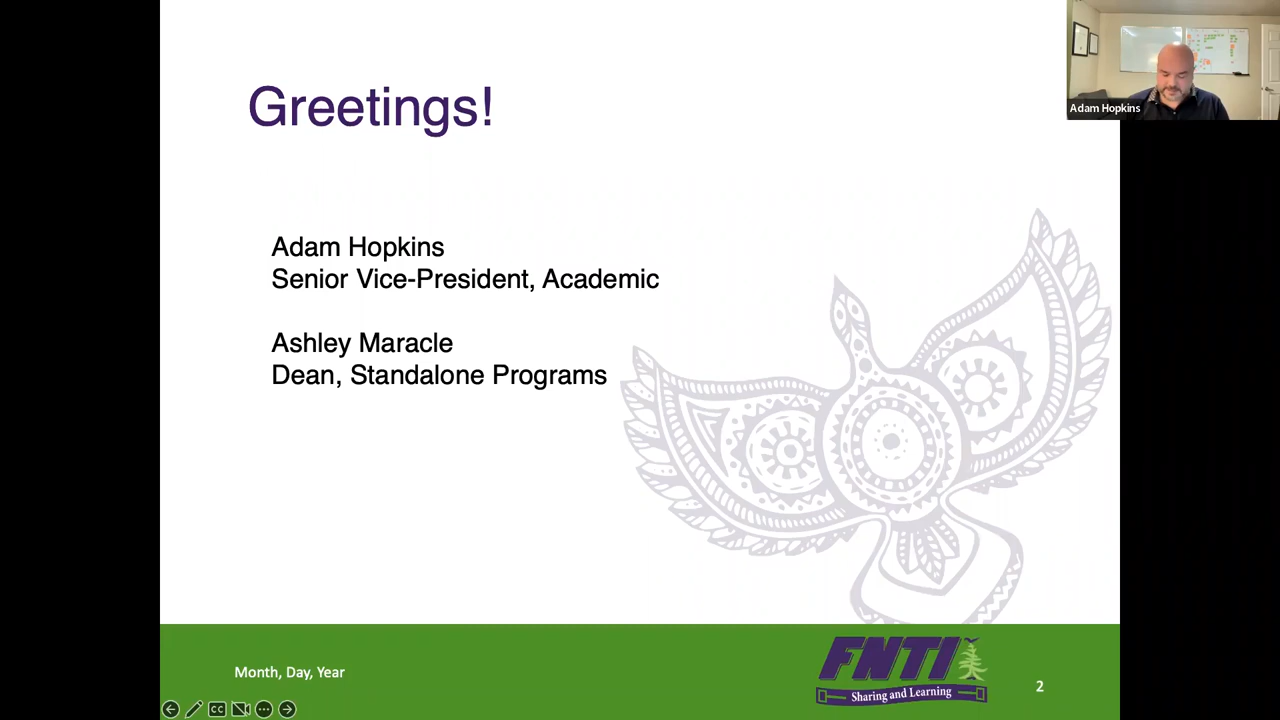 Greetings!
Adam Hopkins
Adam Hopkins
Senior Vice-President, Academic
Ashley Maracle
Dean, Standalone Programs
Month, Day, Year
FNTI
Sharing and Learning
2
CC